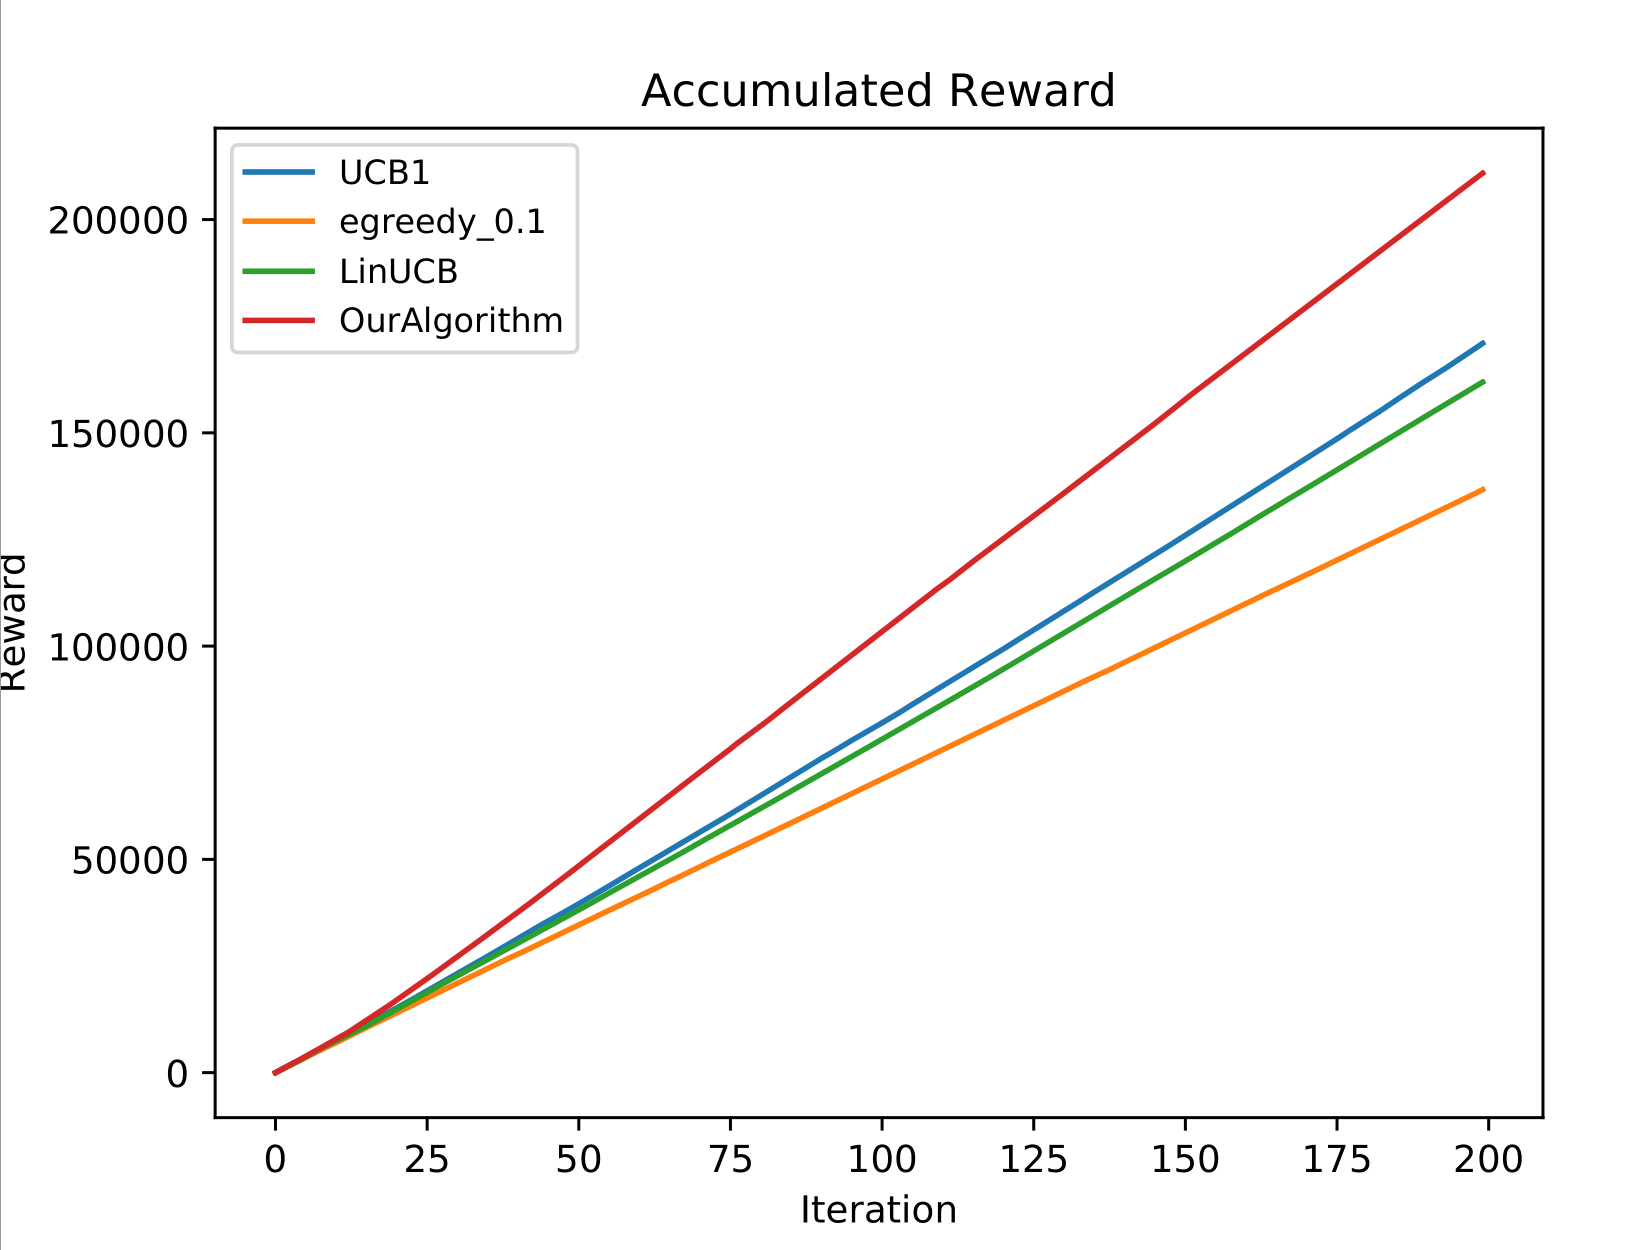 Accumulated Reward
UCB1
egreedy_0.1
LinUCB
OurAlgorithm
200000
150000
100000
50000
0
Reward
0 25 50 75 100 125 150 175 200
Iteration